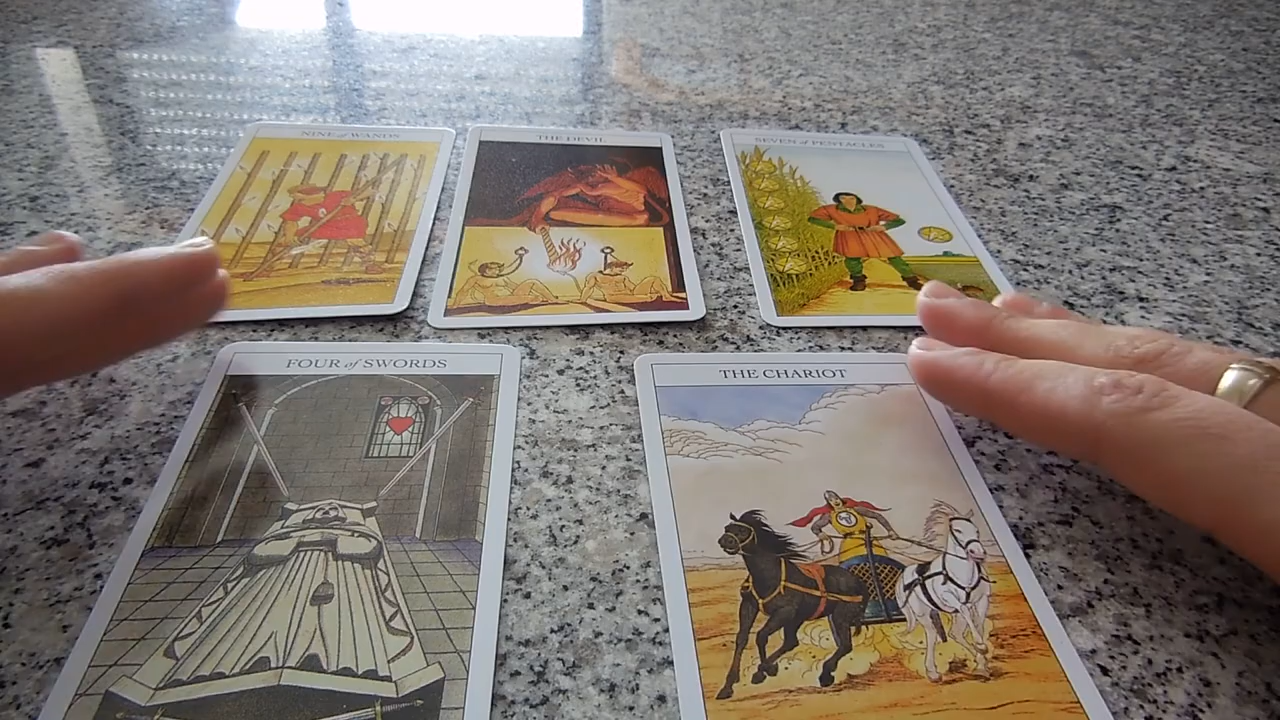 NINE of WANDS
THE DEVIL
SEVEN of PENTACLES
FOUR of SWORDS
THE CHARIOT